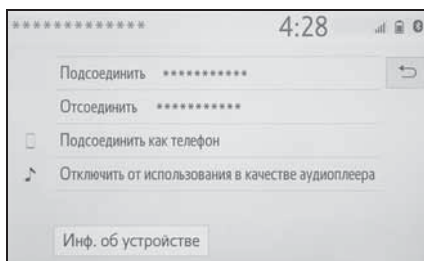 ************* 4:28
Подсоединить ***********
Отсоединить ***********
Подсоединить как телефон
Отключить от использования в качестве аудиоплеера
Инф. об устройстве